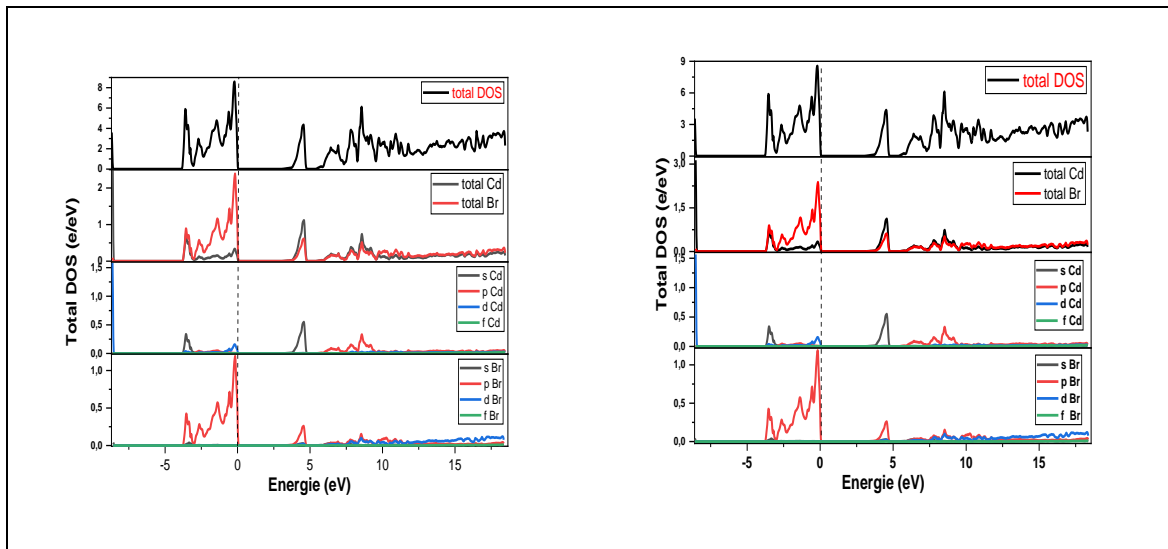 total DOS
8
6
4
2
0
total Cd
total Br
2
1
0
s Cd
p Cd
d Cd
f Cd
1,5
1,0
0,5
0,0
s Br
p Br
d Br
f Br
1,0
0,5
0,0
-5 0 5 10 15
Energie (eV)
Total DOS (e/eV)
total DOS
9
6
3
0
total Cd
total Br
3,0
1,5
0,0
s Cd
p Cd
d Cd
f Cd
1,5
1,0
0,5
0,0
s Br
p Br
d Br
f Br
1,0
0,5
0,0
-5 0 5 10 15
Energie (eV)
Total DOS (e/eV)